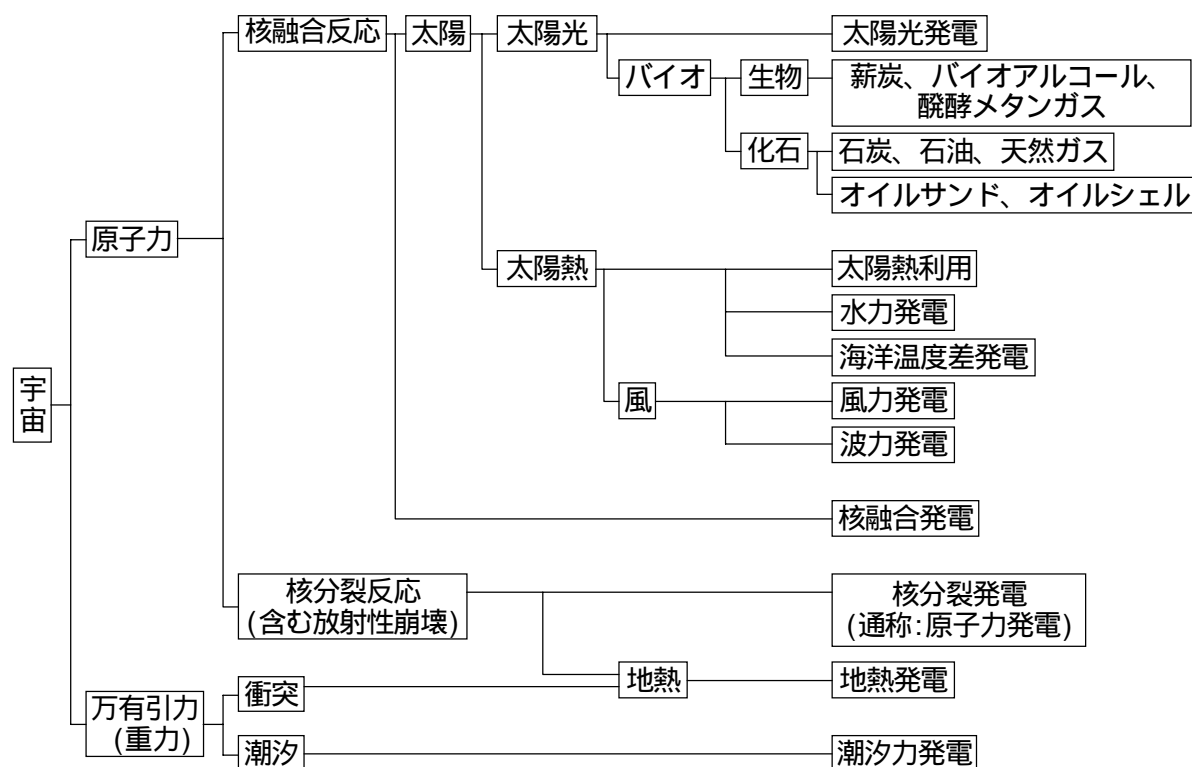 核融合反応
太陽
太陽光
太陽光発電
バイオ
生物
薪炭、バイオアルコール、
醗酵メタンガス
化石
石炭、石油、天然ガス
オイルサンド、オイルシェル
原子力
太陽熱
太陽熱利用
水力発電
海洋温度差発電
宇宙
風
風力発電
波力発電
核融合発電
核分裂反応
(含む放射性崩壊)
核分裂発電
(通称:原子力発電)
地熱
地熱発電
万有引力
(重力)
衝突
潮汐
潮汐力発電